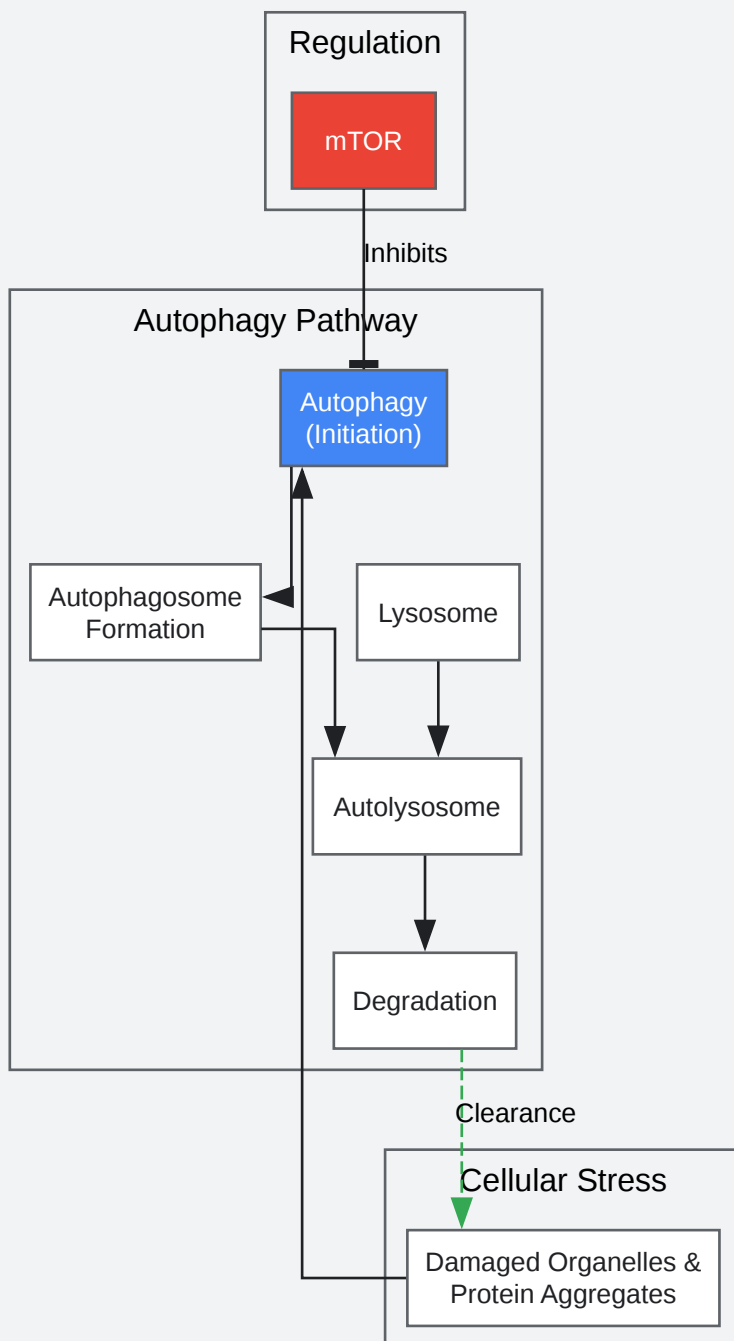 Regulation
mTOR
Inhibits
Autophagy Pathway
Autophagy
(Initiation)
Autophagosome
Formation
Lysosome
Autolysosome
Degradation
Clearance
Cellular Stress
Damaged Organelles &
Protein Aggregates